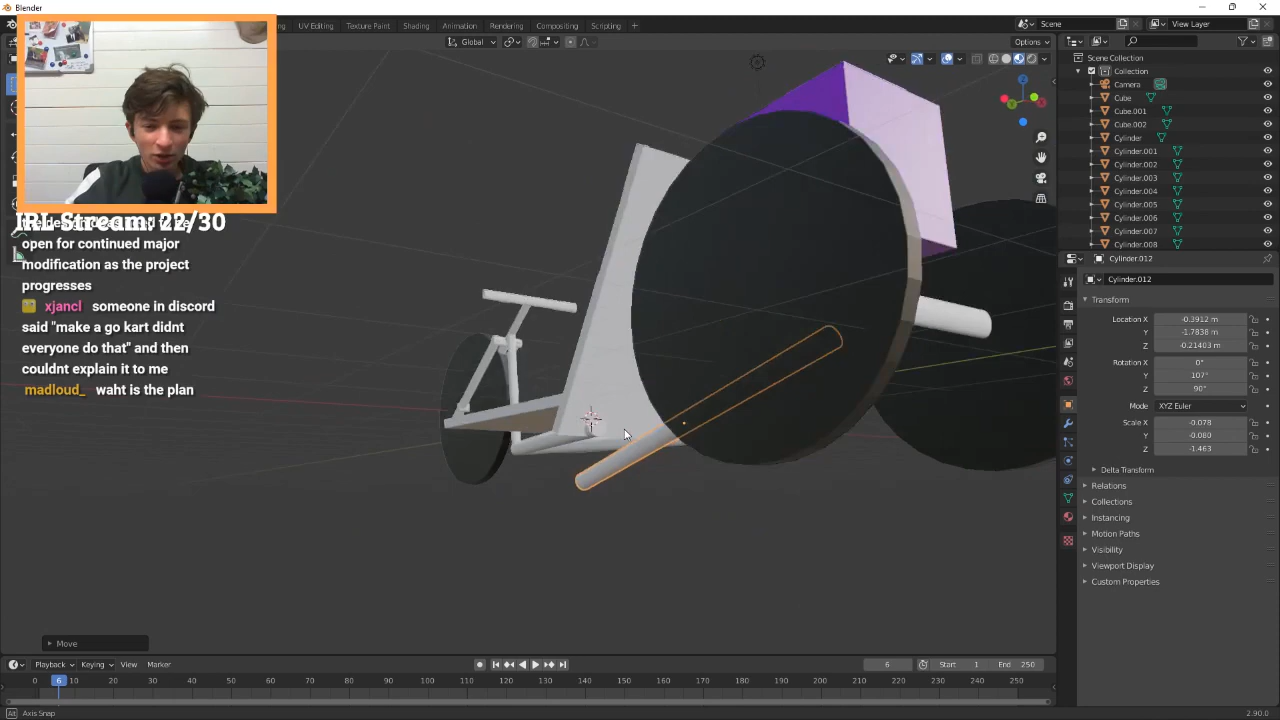 Blender
UV Editing
Texture Paint
Shading
Animation
Rendering
Compositing
Scripting
Scene
View Layer
Global
Options
IRL Stream: 22/30
open for continued major
modification as the project
progresses
xjancl someone in discord
said "make a go kart didnt
everyone do that" and then
couldnt explain it to me
madloud_ waht is the plan
Scene Collection
Collection
Camera
Cube
Cube.001
Cube.002
Cylinder
Cylinder.001
Cylinder.002
Cylinder.003
Cylinder.004
Cylinder.005
Cylinder.006
Cylinder.007
Cylinder.008
Cylinder.012
Cylinder.012
Transform
Location X -0.3912 m
Y -1.7838 m
Z -0.21403 m
Rotation X 0°
Y 107°
Z 90°
Mode XYZ Euler
Scale X -0.078
Y -0.080
Z -1.463
Delta Transform
Relations
Collections
Instancing
Motion Paths
Visibility
Viewport Display
Custom Properties
Move
Playback Keying View Marker
6 Start 1 End 250
0 6 10 20 30 40 50 60 70 80 90 100 110 120 130 140 150 160 170 180 190 200 210 220 230 240 250
Axis Snap
2.90.0